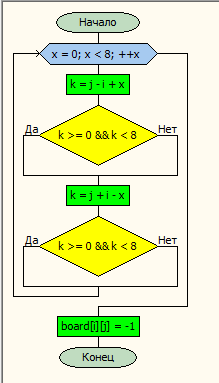 Начало
x = 0; x < 8; ++x
k = j - i + x
Да
Нет
k >= 0 && k < 8
k = j + i - x
Да
Нет
k >= 0 && k < 8
board[i][j] = -1
Конец